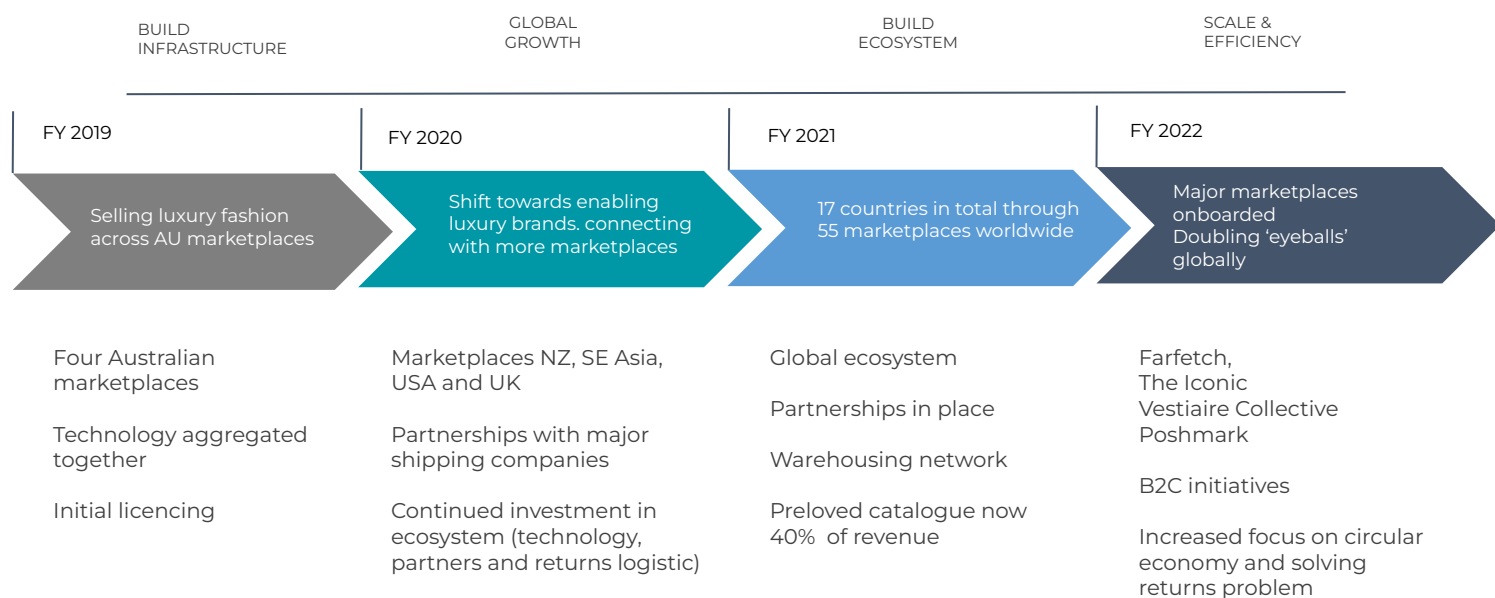 BUILD
INFRASTRUCTURE
GLOBAL
GROWTH
BUILD
ECOSYSTEM
SCALE &
EFFICIENCY
FY 2019
FY 2020
FY 2021
FY 2022
Selling luxury fashion
across AU marketplaces
Shift towards enabling
luxury brands. connecting
with more marketplaces
17 countries in total through
55 marketplaces worldwide
Major marketplaces
onboarded
Doubling ‘eyeballs’
globally
Four Australian
marketplaces
Technology aggregated
together
Initial licencing
Marketplaces NZ, SE Asia,
USA and UK
Partnerships with major
shipping companies
Continued investment in
ecosystem (technology,
partners and returns logistic)
Global ecosystem
Partnerships in place
Warehousing network
Preloved catalogue now
40% of revenue
Farfetch,
The Iconic
Vestiaire Collective
Poshmark
B2C initiatives
Increased focus on circular
economy and solving
returns problem